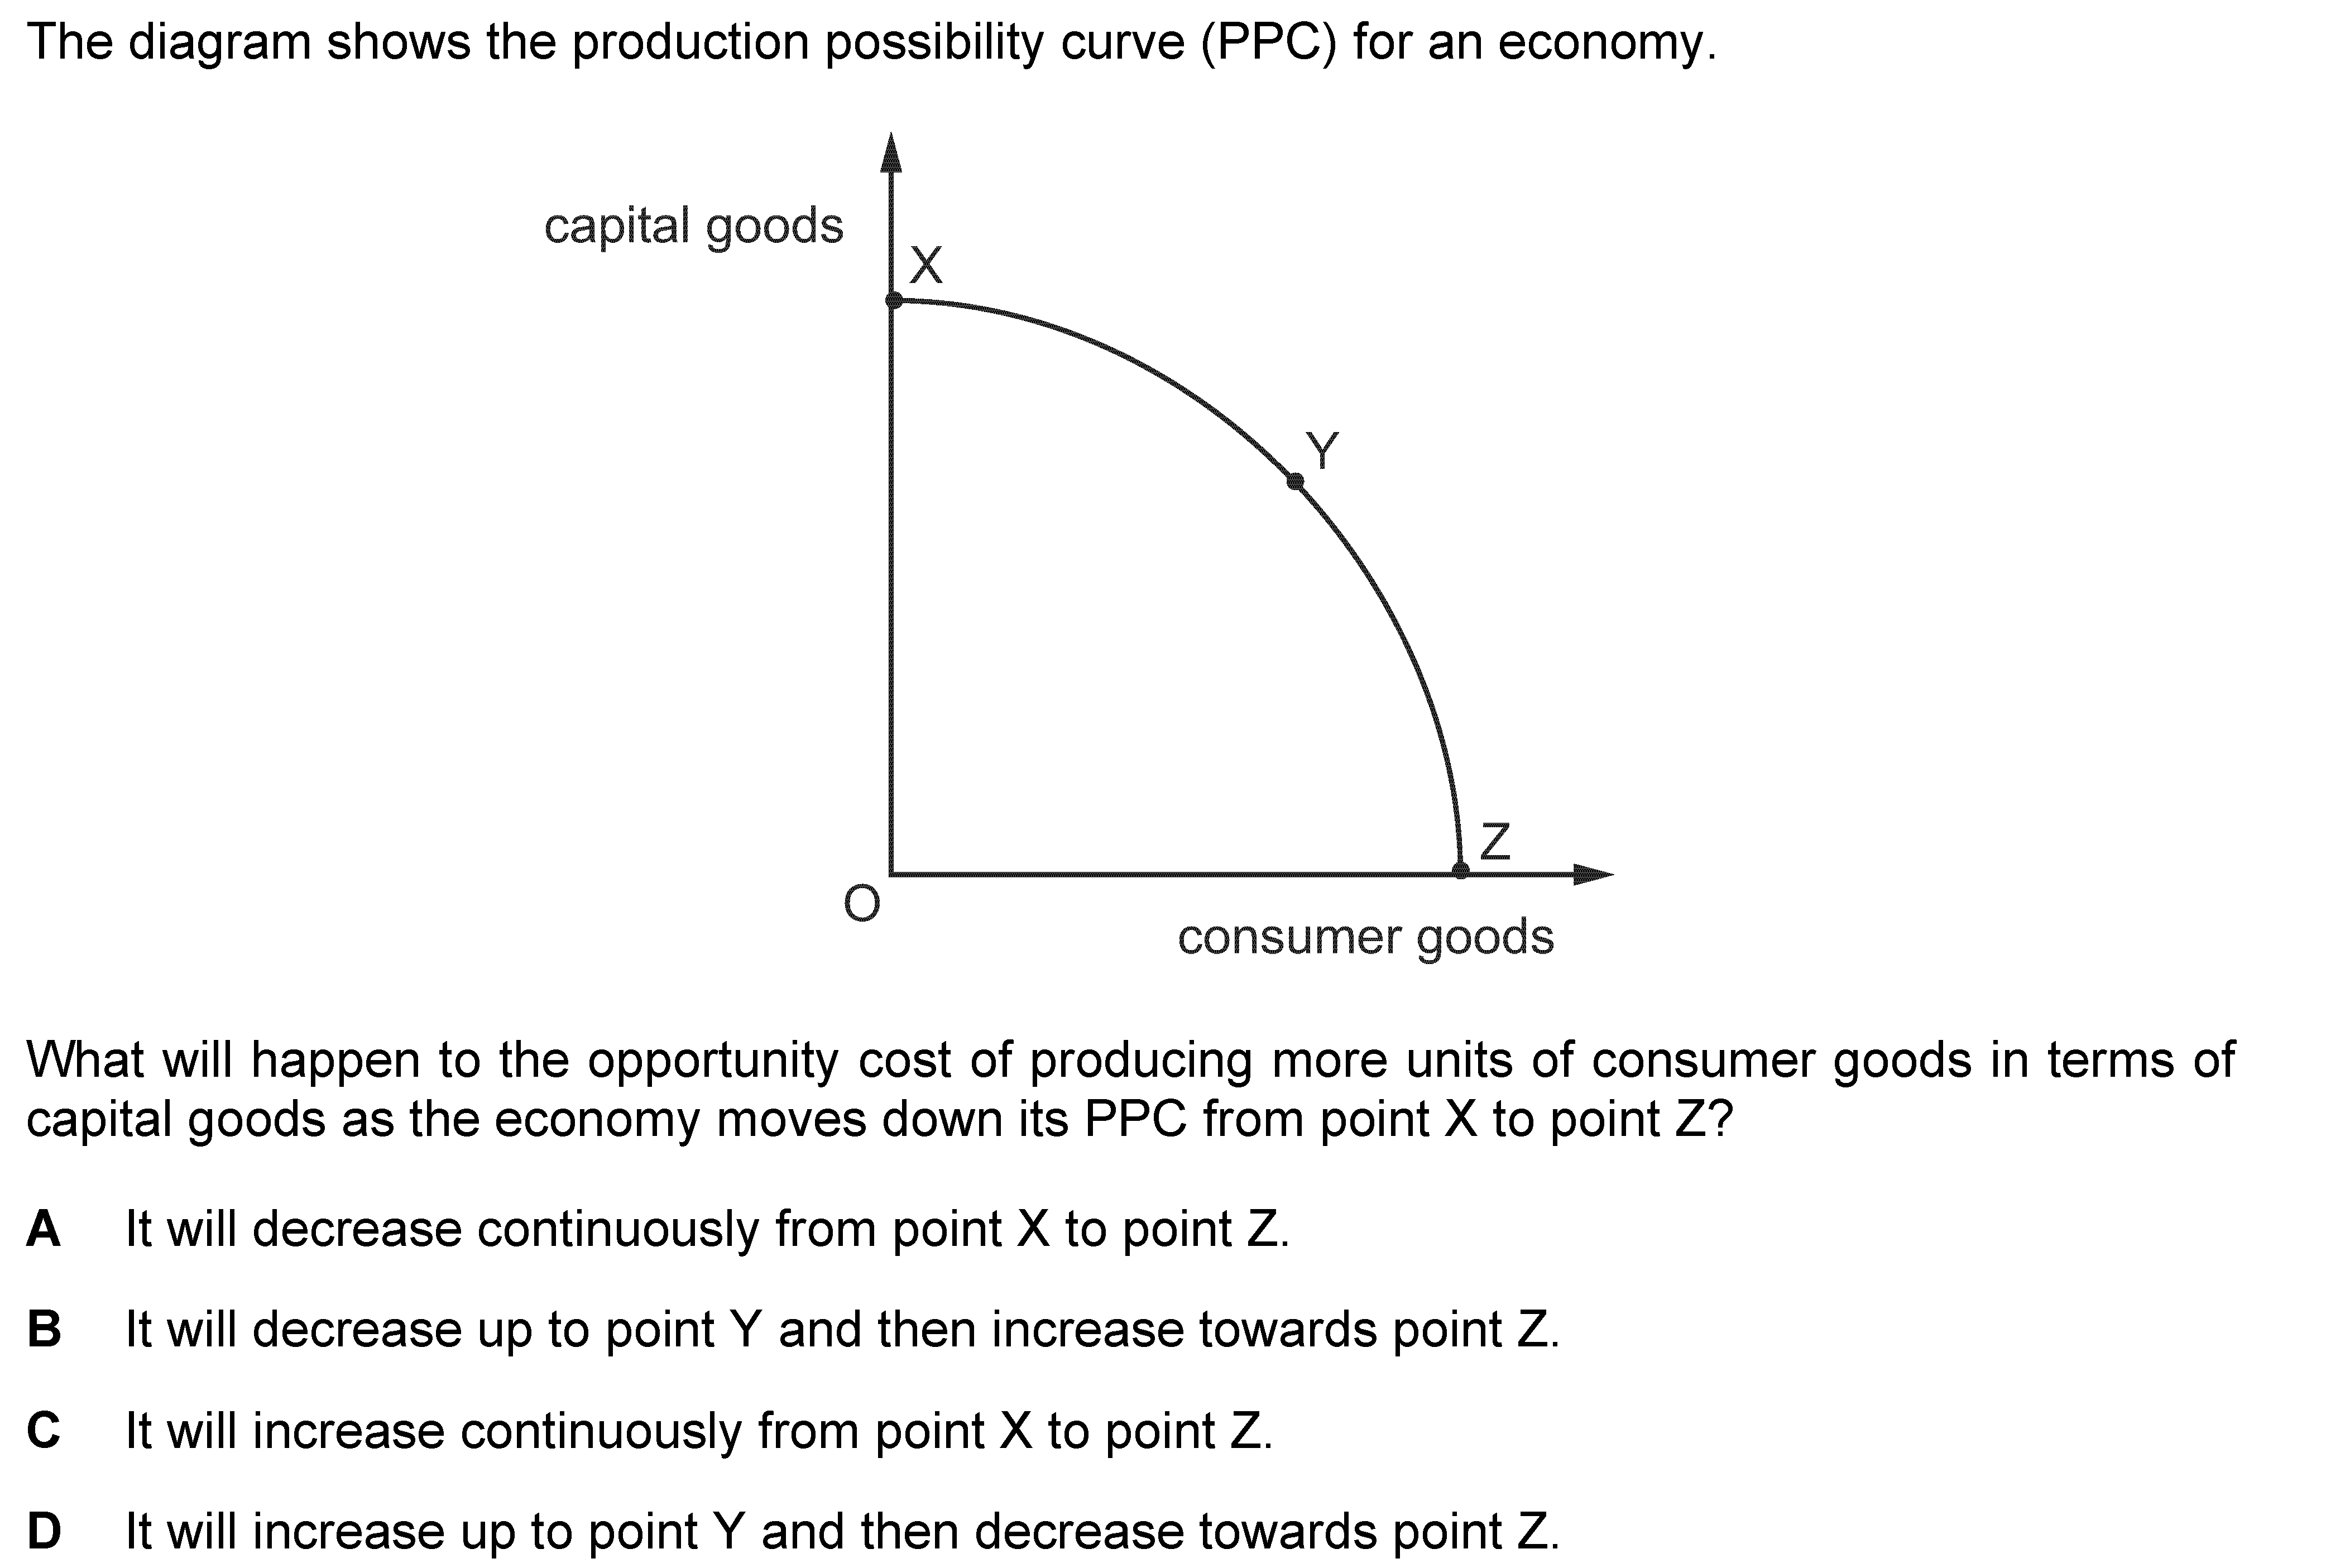 The diagram shows the production possibility curve (PPC) for an economy.
capital goods
X
Y
Z
O
consumer goods
What will happen to the opportunity cost of producing more units of consumer goods in terms of
capital goods as the economy moves down its PPC from point X to point Z?
A It will decrease continuously from point X to point Z.
B It will decrease up to point Y and then increase towards point Z.
C It will increase continuously from point X to point Z.
D It will increase up to point Y and then decrease towards point Z.